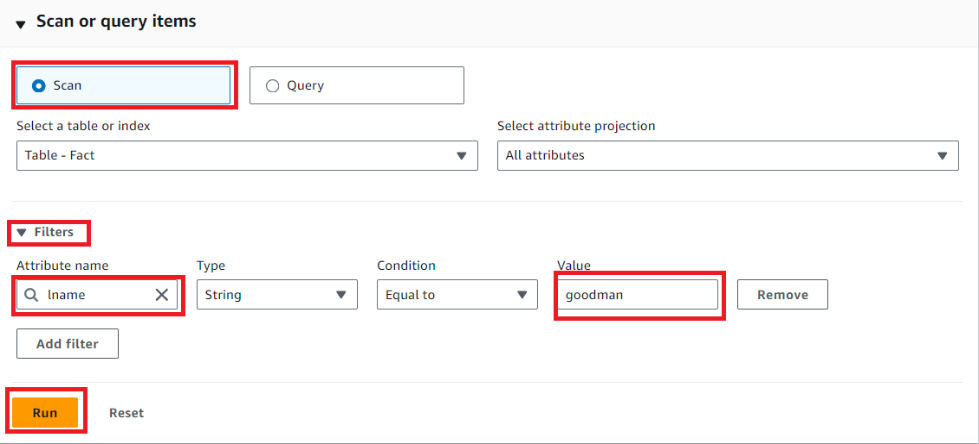 Scan or query items
Scan Query
Select a table or index Select attribute projection
Table - Fact All attributes
Filters
Attribute name Type Condition Value
lname String Equal to goodman Remove
Add filter
Run Reset